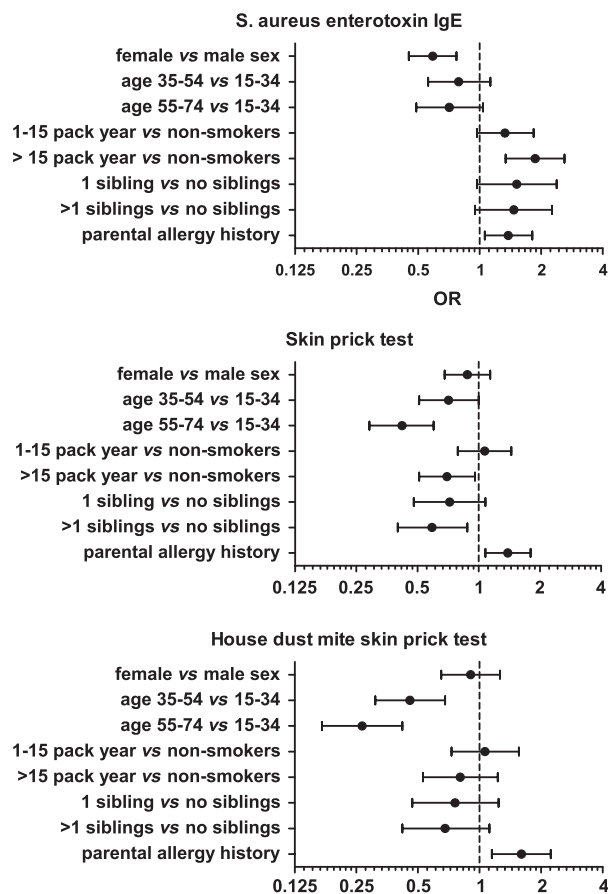 S. aureus enterotoxin IgE
female vs male sex
age 35-54 vs 15-34
age 55-74 vs 15-34
1-15 pack year vs non-smokers
> 15 pack year vs non-smokers
1 sibling vs no siblings
>1 siblings vs no siblings
parental allergy history
0.125 0.25 0.5 1 2 4
OR
Skin prick test
female vs male sex
age 35-54 vs 15-34
age 55-74 vs 15-34
1-15 pack year vs non-smokers
>15 pack year vs non-smokers
1 sibling vs no siblings
>1 siblings vs no siblings
parental allergy history
0.125 0.25 0.5 1 2 4
House dust mite skin prick test
female vs male sex
age 35-54 vs 15-34
age 55-74 vs 15-34
1-15 pack year vs non-smokers
>15 pack year vs non-smokers
1 sibling vs no siblings
>1 siblings vs no siblings
parental allergy history
0.125 0.25 0.5 1 2 4